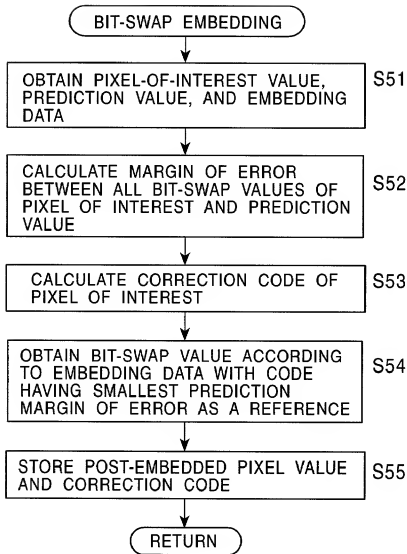 BIT-SWAP EMBEDDING
OBTAIN PIXEL-OF-INTEREST VALUE,
PREDICTION VALUE, AND EMBEDDING
DATA
S51
CALCULATE MARGIN OF ERROR
BETWEEN ALL BIT-SWAP VALUES OF
PIXEL OF INTEREST AND PREDICTION
VALUE
S52
CALCULATE CORRECTION CODE OF
PIXEL OF INTEREST
S53
OBTAIN BIT-SWAP VALUE ACCORDING
TO EMBEDDING DATA WITH CODE
HAVING SMALLEST PREDICTION
MARGIN OF ERROR AS A REFERENCE
S54
STORE POST-EMBEDDED PIXEL VALUE
AND CORRECTION CODE
S55
RETURN